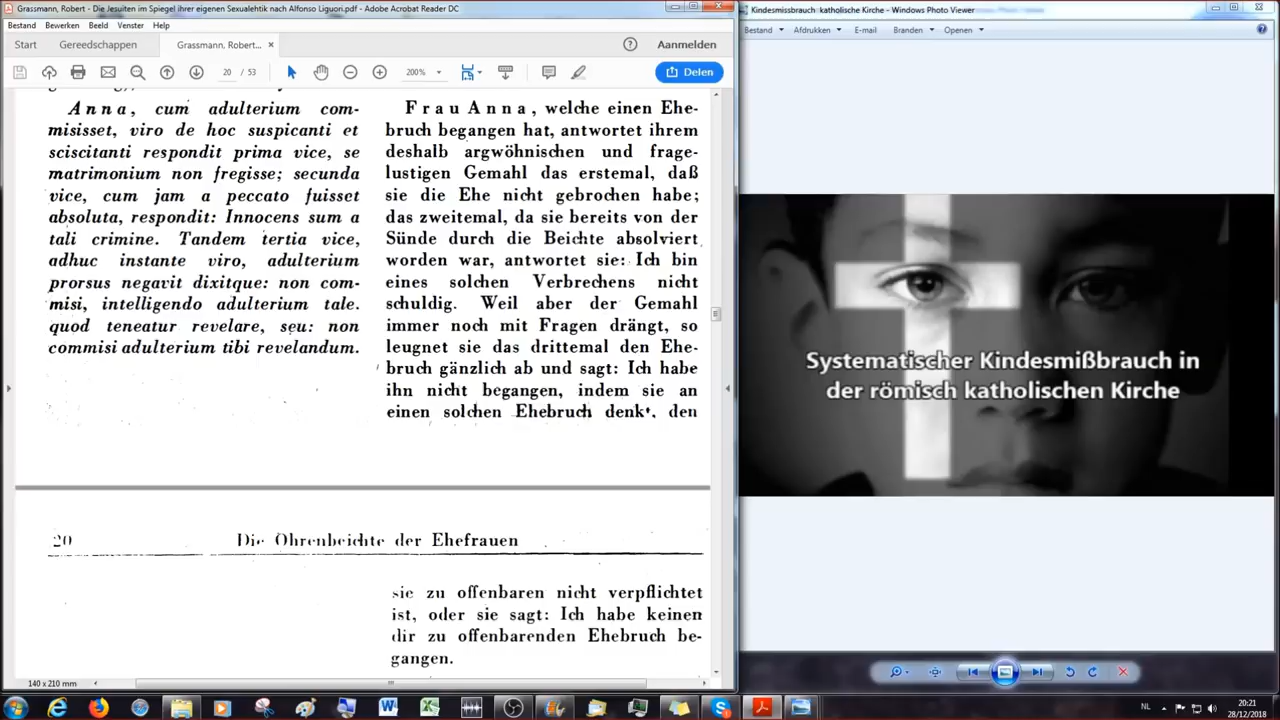 Grassmann, Robert - Die Jesuiten im Spiegel ihrer eigenen Sexualethik nach Alfonso Liguori.pdf - Adobe Acrobat Reader DC
Bestand Bewerken Beeld Venster Help
Start Gereedschappen Grassmann, Robert... × Aanmelden
20 / 53 200% Delen
Anna, cum adulterium com-
misisset, viro de hoc suspicanti et
sciscitanti respondit prima vice, se
matrimonium non fregisse; secunda
vice, cum jam a peccato fuisset
absoluta, respondit: Innocens sum a
tali crimine. Tandem tertia vice,
adhuc instante viro, adulterium
prorsus negavit dixitque: non com-
misi, intelligendo adulterium tale.
quod teneatur revelare, seu: non
commisi adulterium tibi revelandum.
Frau Anna, welche einen Ehe-
bruch begangen hat, antwortet ihrem
deshalb argwöhnischen und frage-
lustigen Gemahl das erstemal, daß
sie die Ehe nicht gebrochen habe;
das zweitemal, da sie bereits von der
Sünde durch die Beichte absolviert
worden war, antwortet sie: Ich bin
eines solchen Verbrechens nicht
schuldig. Weil aber der Gemahl
immer noch mit Fragen drängt, so
leugnet sie das drittemal den Ehe-
bruch gänzlich ab und sagt: Ich habe
ihn nicht begangen, indem sie an
einen solchen Ehebruch denkt, den
20 Die Ohrenbeichte der Ehefrauen
sie zu offenbaren nicht verpflichtet
ist, oder sie sagt: Ich habe keinen
dir zu offenbarenden Ehebruch be-
gangen.
140 x 210 mm
Kindesmissbrauch katholische Kirche - Windows Photo Viewer
Bestand Afdrukken E-mail Branden Openen
Systematischer Kindesmißbrauch in
der römisch katholischen Kirche
NL 20:21
28/12/2018